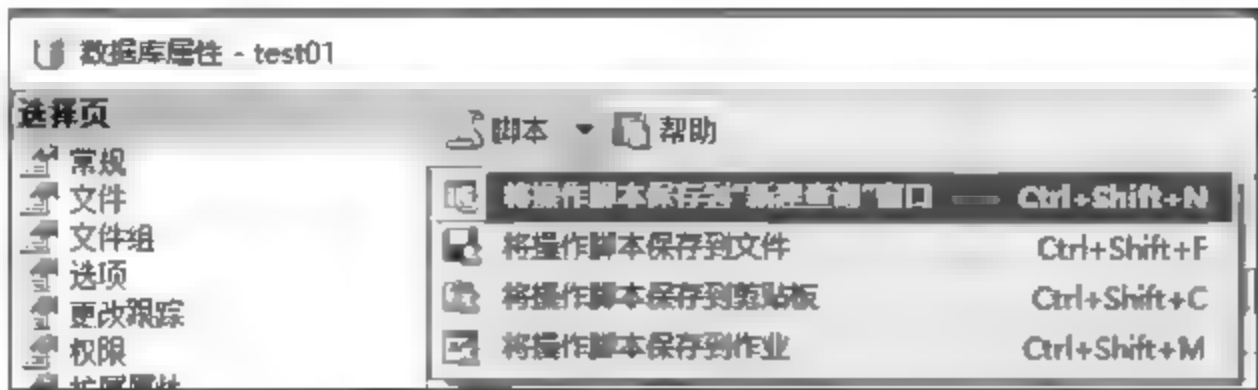 数据库属性 - test01
选择页
常规
文件
文件组
选项
更改跟踪
权限
扩展属性
脚本 帮助
将操作脚本保存到“新建查询”窗口 Ctrl+Shift+N
将操作脚本保存到文件 Ctrl+Shift+F
将操作脚本保存到剪贴板 Ctrl+Shift+C
将操作脚本保存到作业 Ctrl+Shift+M